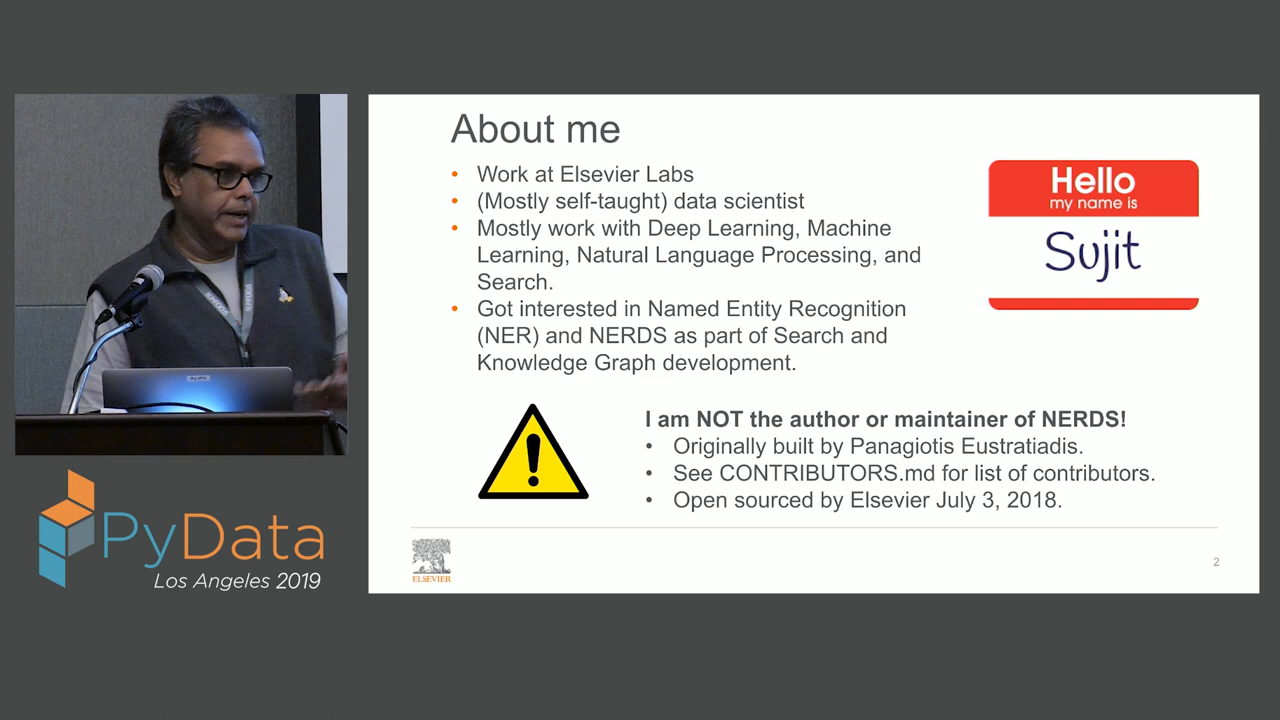 About me
• Work at Elsevier Labs
• (Mostly self-taught) data scientist
• Mostly work with Deep Learning, Machine
Learning, Natural Language Processing, and
Search.
• Got interested in Named Entity Recognition
(NER) and NERDS as part of Search and
Knowledge Graph development.
Hello
my name is
Sujit
I am NOT the author or maintainer of NERDS!
• Originally built by Panagiotis Eustratiadis.
• See CONTRIBUTORS.md for list of contributors.
• Open sourced by Elsevier July 3, 2018.
ELSEVIER
2
PyData
Los Angeles 2019